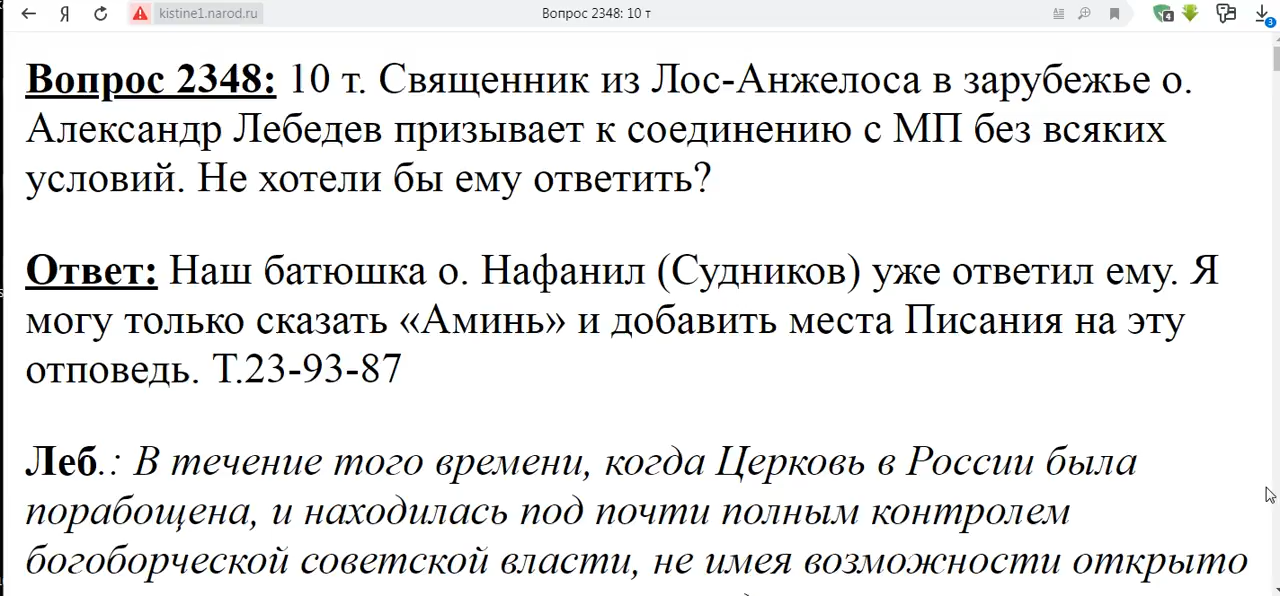 Я kistine1.narod.ru Вопрос 2348: 10 т 4 3
Вопрос 2348: 10 т. Священник из Лос-Анжелоса в зарубежье о.
Александр Лебедев призывает к соединению с МП без всяких
условий. Не хотели бы ему ответить?
Ответ: Наш батюшка о. Нафанил (Судников) уже ответил ему. Я
могу только сказать «Аминь» и добавить места Писания на эту
отповедь. Т.23-93-87
Леб.: В течение того времени, когда Церковь в России была
порабощена, и находилась под почти полным контролем
богоборческой советской власти, не имея возможности открыто